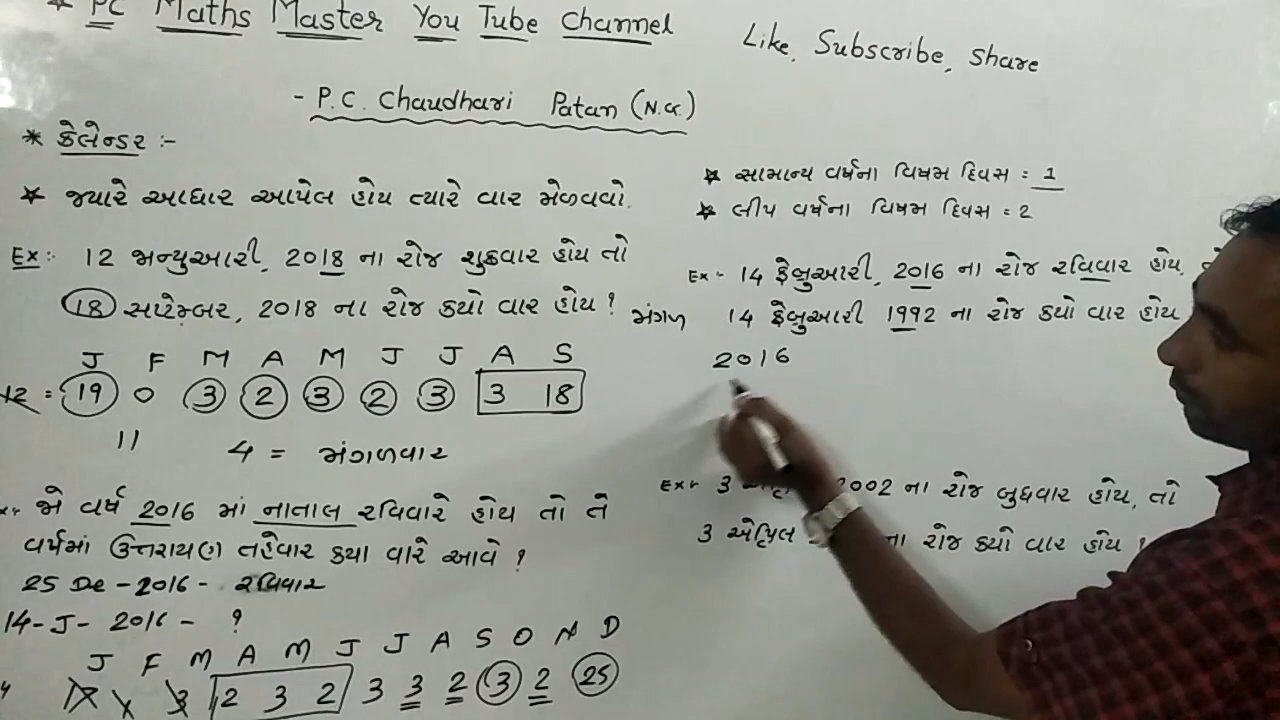 * PC Maths Master You Tube Channel
Like, Subscribe, Share
- P.C. Chaudhari Patan (N.G.)
* કેલેન્ડર :-
* જ્યારે આધાર આપેલ હોય ત્યારે વાર મેળવવો.
Ex:- 12 જાન્યુઆરી, 2018 ના રોજ શુક્રવાર હોય તો
18 સપ્ટેમ્બર, 2018 ના રોજ કયો વાર હોય ? મંગળ
J F M A M J J A S
12 = 19 0 3 2 3 2 3 3 18
11 4 = મંગળવાર
જો વર્ષ 2016 માં નાતાલ રવિવારે હોય તો તે
વર્ષમાં ઉત્તરાયણ તહેવાર કયા વારે આવે ?
25 De - 2016 - રવિવાર
14 - J - 2016 - ?
J F M A M J J A S O N D
2 3 2 3 3 2 3 2 25
* સામાન્ય વર્ષના વિષમ દિવસ = 1
* લીપ વર્ષના વિષમ દિવસ = 2
Ex:- 14 ફેબ્રુઆરી, 2016 ના રોજ રવિવાર હોય,
14 ફેબ્રુઆરી 1992 ના રોજ કયો વાર હોય
2016
Ex:- 3 2002 ના રોજ બુધવાર હોય, તો
3 એપ્રિલ ના રોજ કયો વાર હોય ?